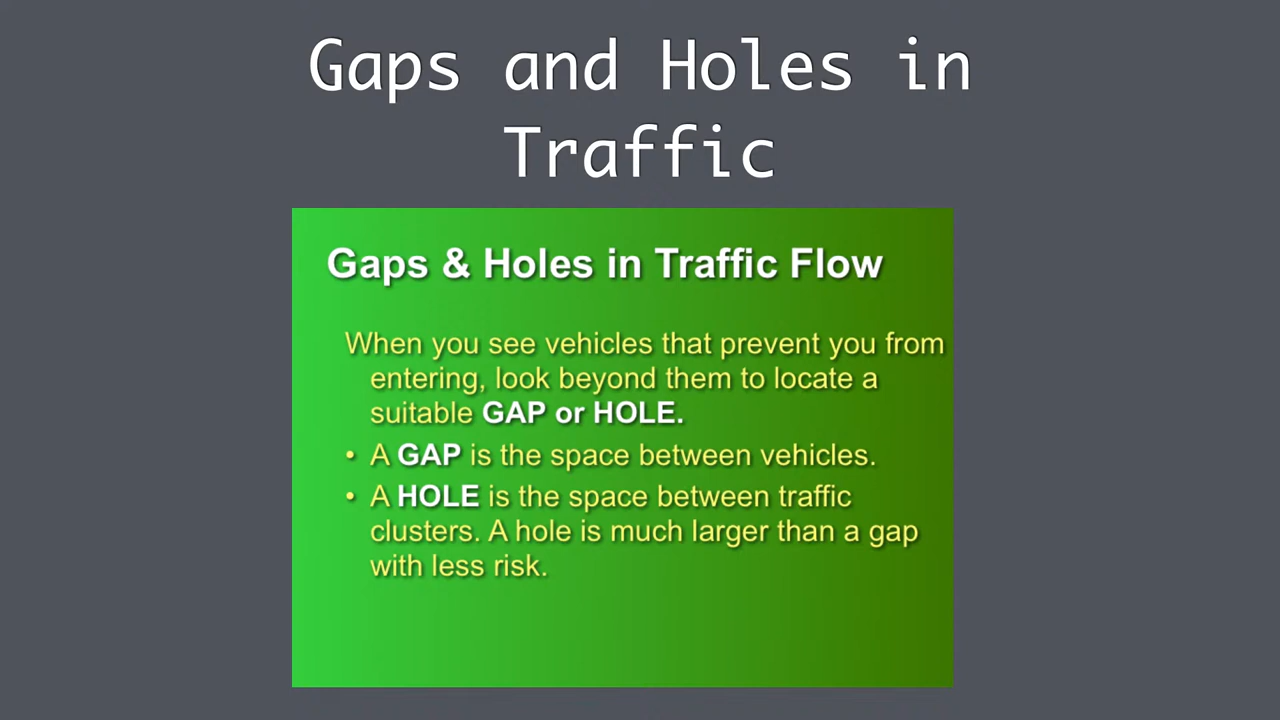 Gaps and Holes in
Traffic
Gaps & Holes in Traffic Flow
When you see vehicles that prevent you from
entering, look beyond them to locate a
suitable GAP or HOLE.
• A GAP is the space between vehicles.
• A HOLE is the space between traffic
clusters. A hole is much larger than a gap
with less risk.